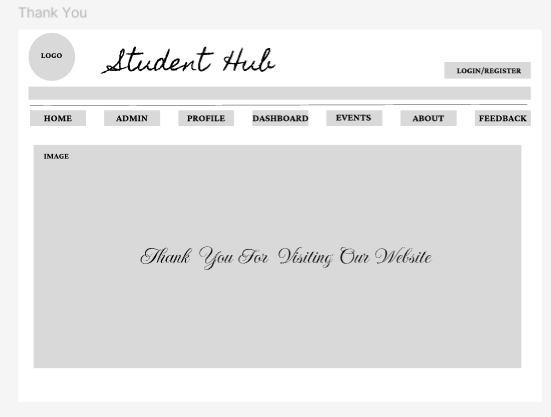 Thank You
LOGO
Student Hub
LOGIN/REGISTER
HOME ADMIN PROFILE DASHBOARD EVENTS ABOUT FEEDBACK
IMAGE
Thank You For Visiting Our Website